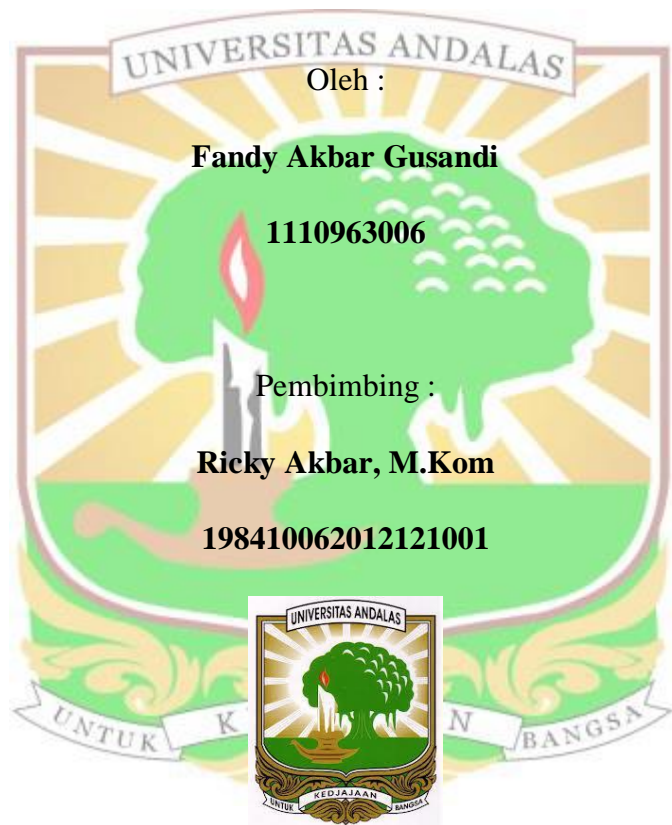 UNIVERSITAS ANDALAS
Oleh :
Fandy Akbar Gusandi
1110963006
Pembimbing :
Ricky Akbar, M.Kom
198410062012121001
UNIVERSITAS ANDALAS
UNTUK K N BANGSA
UNTUK KEDJAJAAN BANGSA